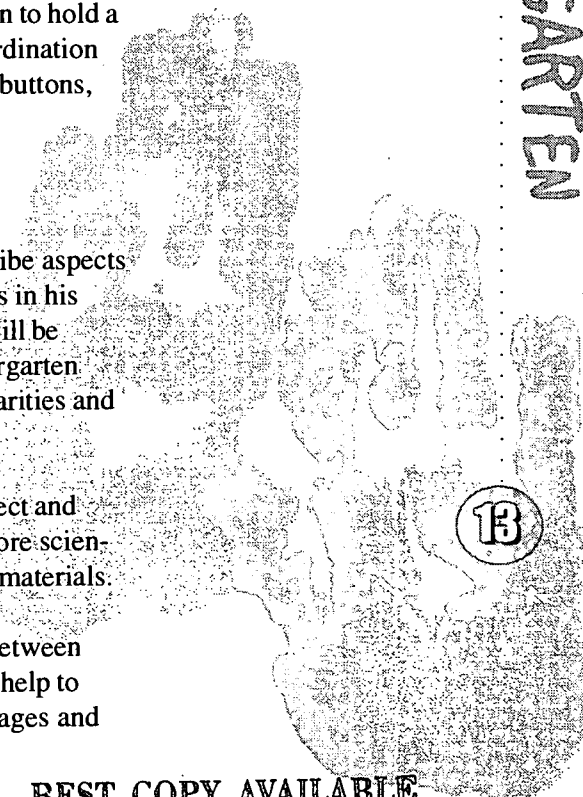 n to hold a
rdination
buttons,
ibe aspects
s in his
ill be
rgarten
arities and
ect and
ore scien-
materials.
etween
help to
ages and
GARTEN
13
BEST COPY AVAILABLE